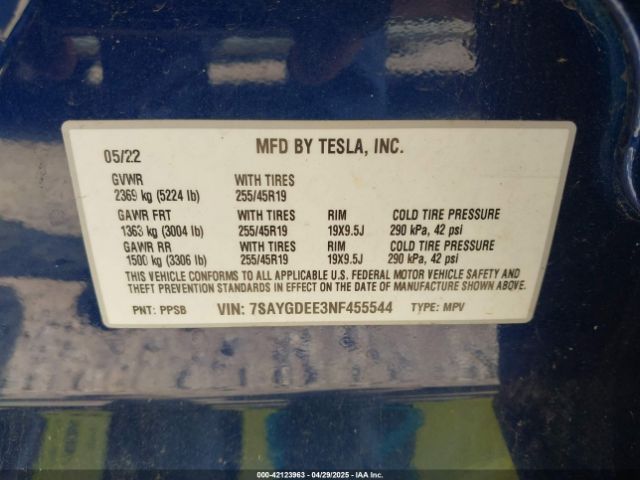 05/22 MFD BY TESLA, INC.
GVWR WITH TIRES
2369 kg (5224 lb) 255/45R19
GAWR FRT WITH TIRES RIM COLD TIRE PRESSURE
1363 kg (3004 lb) 255/45R19 19X9.5J 290 kPa, 42 psi
GAWR RR WITH TIRES RIM COLD TIRE PRESSURE
1500 kg (3306 lb) 255/45R19 19X9.5J 290 kPa, 42 psi
THIS VEHICLE CONFORMS TO ALL APPLICABLE U.S. FEDERAL MOTOR VEHICLE SAFETY AND
THEFT PREVENTION STANDARDS IN EFFECT ON THE DATE OF MANUFACTURE SHOWN ABOVE.
PNT: PPSB VIN: 7SAYGDEE3NF455544 TYPE: MPV
000-42123963 - 04/29/2025 - IAA Inc.